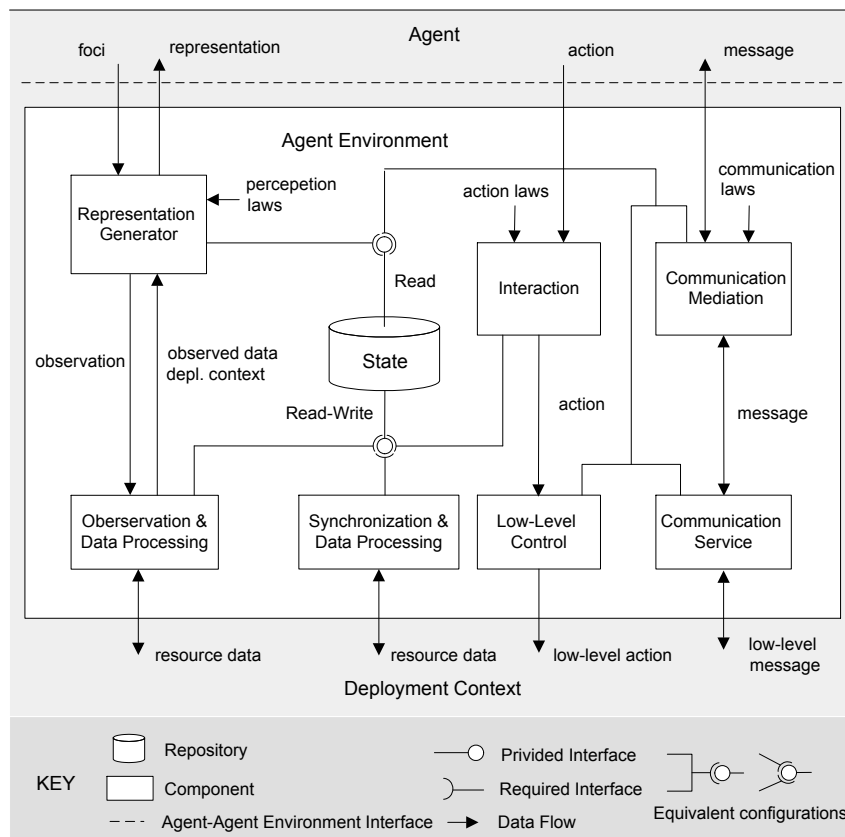 Agent
foci
representation
action
message
Agent Environment
percepetion
laws
action laws
communication
laws
Representation
Generator
Read
Interaction
Communication
Mediation
observation
observed data
depl. context
State
Read-Write
action
message
Oberservation &
Data Processing
Synchronization &
Data Processing
Low-Level
Control
Communication
Service
resource data
resource data
low-level action
low-level
message
Deployment Context
KEY
Repository
Component
Agent-Agent Environment Interface
Privided Interface
Required Interface
Data Flow
Equivalent configurations